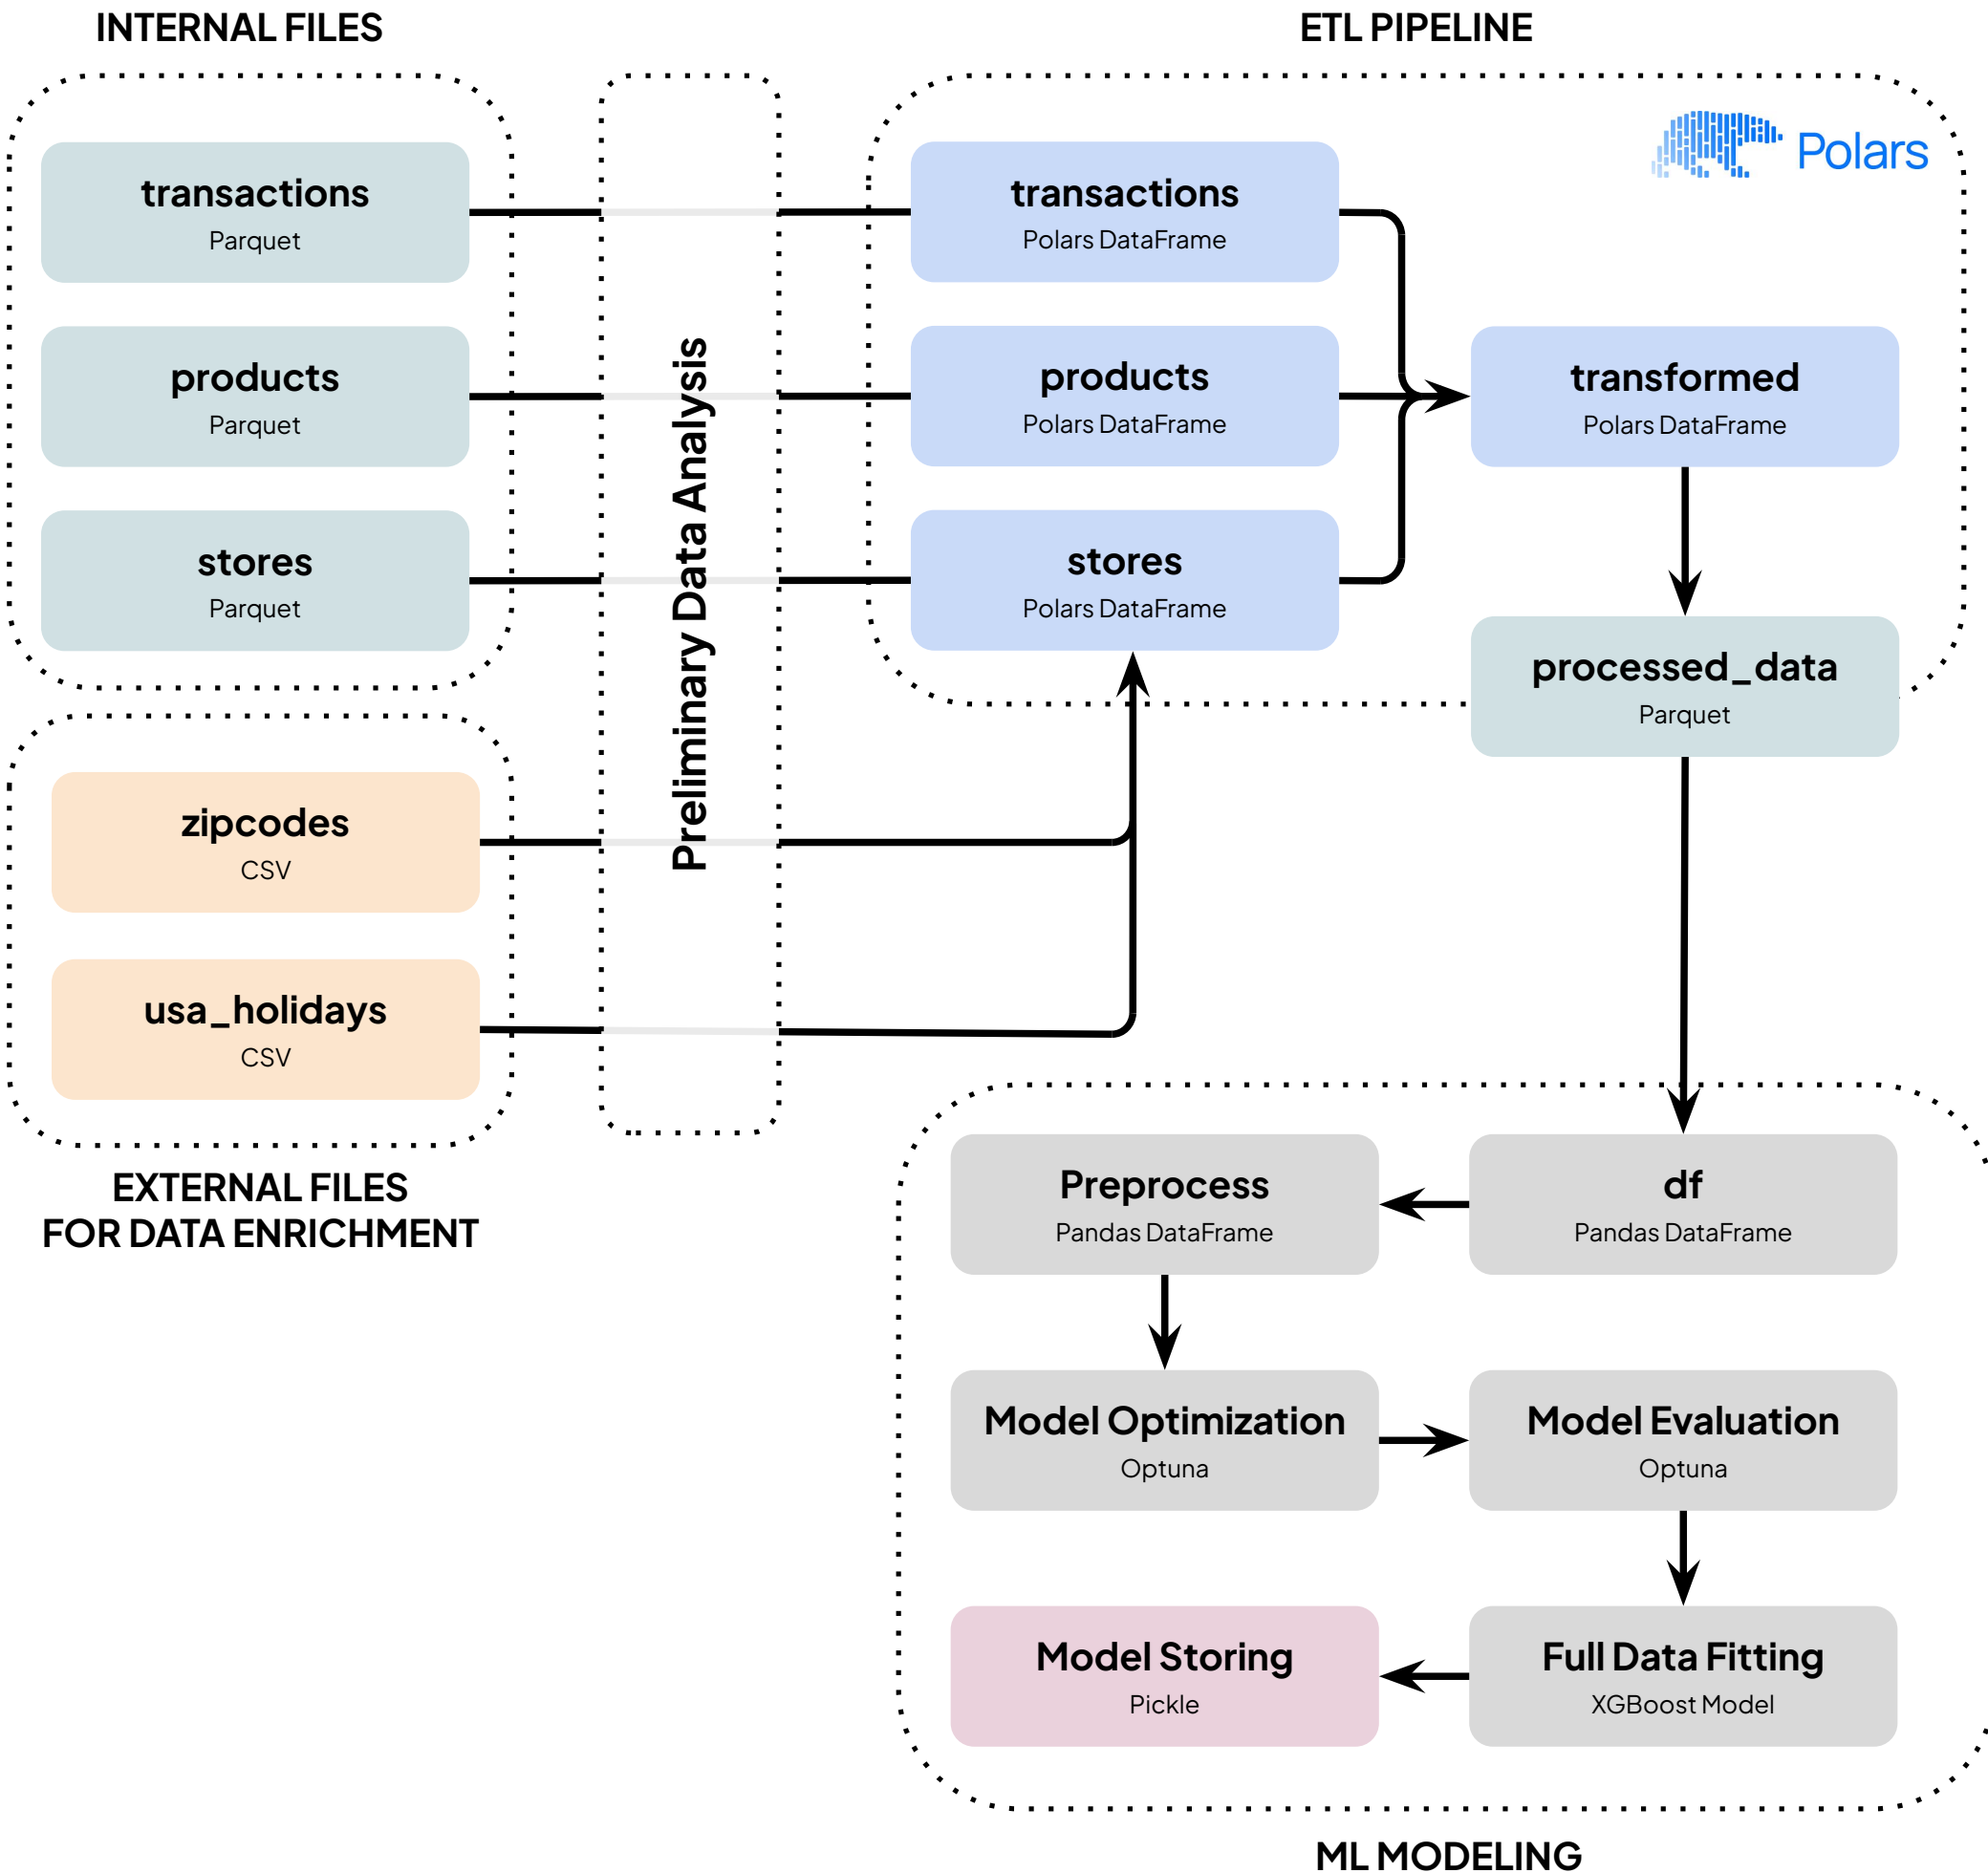 INTERNAL FILES
transactions
Parquet
products
Parquet
stores
Parquet
zipcodes
CSV
usa_holidays
CSV
EXTERNAL FILES
FOR DATA ENRICHMENT
Preliminary Data Analysis
ETL PIPELINE
Polars
transactions
Polars DataFrame
products
Polars DataFrame
stores
Polars DataFrame
transformed
Polars DataFrame
processed_data
Parquet
df
Pandas DataFrame
Preprocess
Pandas DataFrame
Model Optimization
Optuna
Model Evaluation
Optuna
Full Data Fitting
XGBoost Model
Model Storing
Pickle
ML MODELING